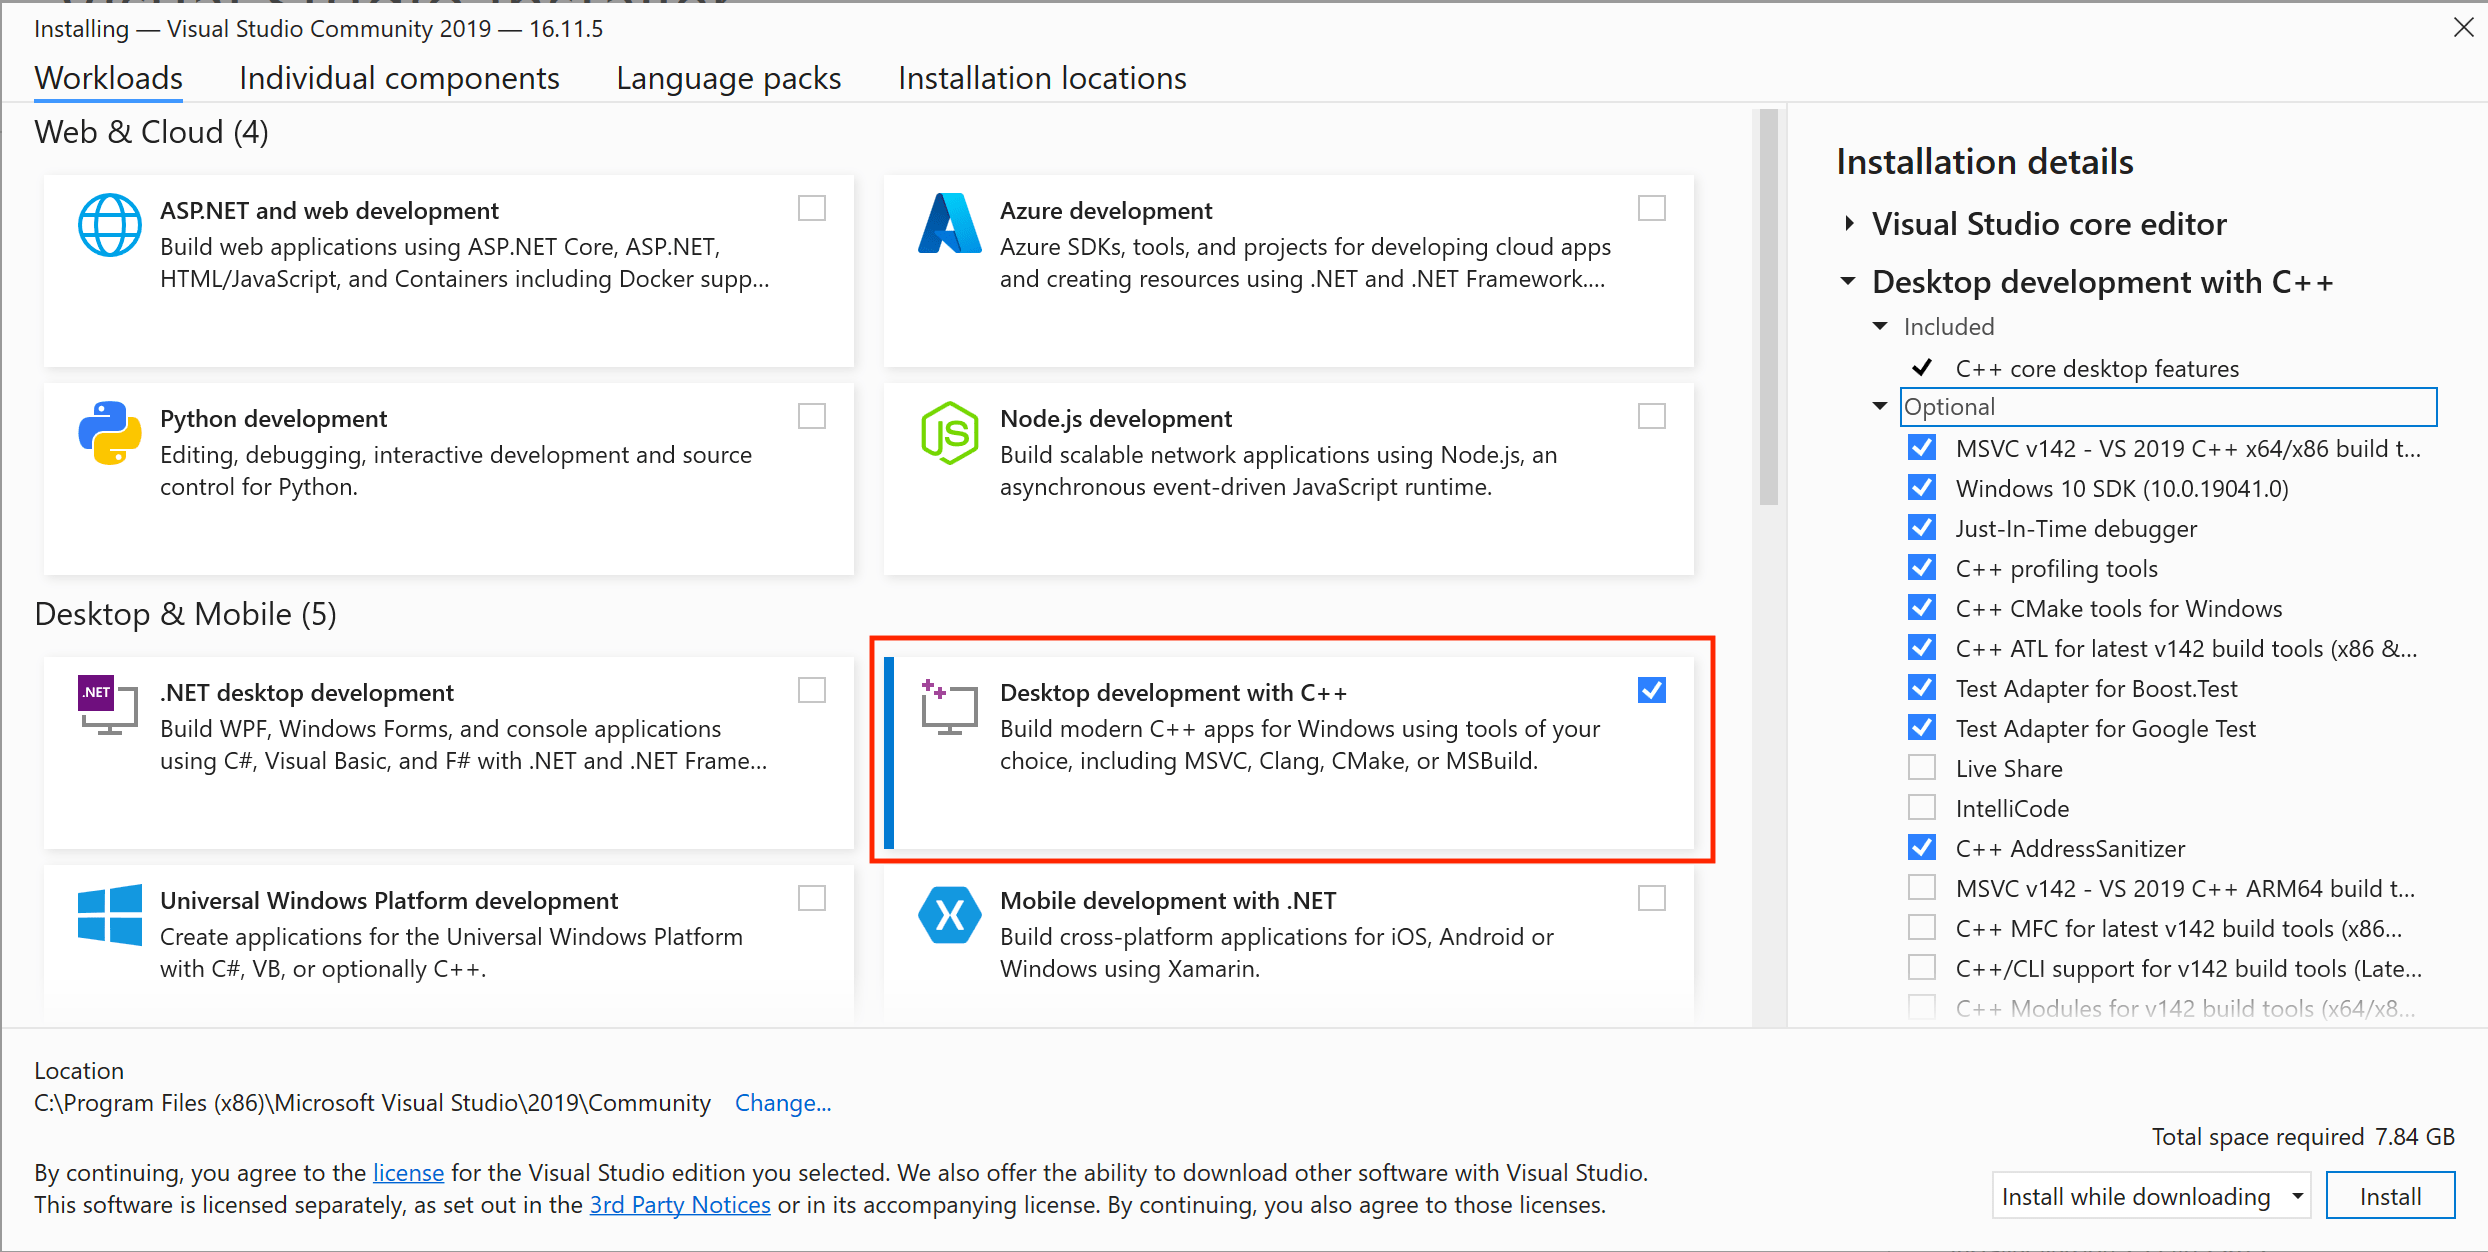 Installing — Visual Studio Community 2019 — 16.11.5
Workloads
Individual components
Language packs
Installation locations
Web & Cloud (4)
ASP.NET and web development
Build web applications using ASP.NET Core, ASP.NET,
HTML/JavaScript, and Containers including Docker supp...
Azure development
Azure SDKs, tools, and projects for developing cloud apps
and creating resources using .NET and .NET Framework....
Python development
Editing, debugging, interactive development and source
control for Python.
JS
Node.js development
Build scalable network applications using Node.js, an
asynchronous event-driven JavaScript runtime.
Desktop & Mobile (5)
.NET
.NET desktop development
Build WPF, Windows Forms, and console applications
using C#, Visual Basic, and F# with .NET and .NET Frame...
Desktop development with C++
Build modern C++ apps for Windows using tools of your
choice, including MSVC, Clang, CMake, or MSBuild.
Universal Windows Platform development
Create applications for the Universal Windows Platform
with C#, VB, or optionally C++.
Mobile development with .NET
Build cross-platform applications for iOS, Android or
Windows using Xamarin.
Installation details
Visual Studio core editor
Desktop development with C++
Included
C++ core desktop features
Optional
MSVC v142 - VS 2019 C++ x64/x86 build t...
Windows 10 SDK (10.0.19041.0)
Just-In-Time debugger
C++ profiling tools
C++ CMake tools for Windows
C++ ATL for latest v142 build tools (x86 &...
Test Adapter for Boost.Test
Test Adapter for Google Test
Live Share
IntelliCode
C++ AddressSanitizer
MSVC v142 - VS 2019 C++ ARM64 build t...
C++ MFC for latest v142 build tools (x86...
C++/CLI support for v142 build tools (Late...
C++ Modules for v142 build tools (x64/x8...
Location
C:\Program Files (x86)\Microsoft Visual Studio\2019\Community Change...
By continuing, you agree to the license for the Visual Studio edition you selected. We also offer the ability to download other software with Visual Studio.
This software is licensed separately, as set out in the 3rd Party Notices or in its accompanying license. By continuing, you also agree to those licenses.
Total space required 7.84 GB
Install while downloading
Install